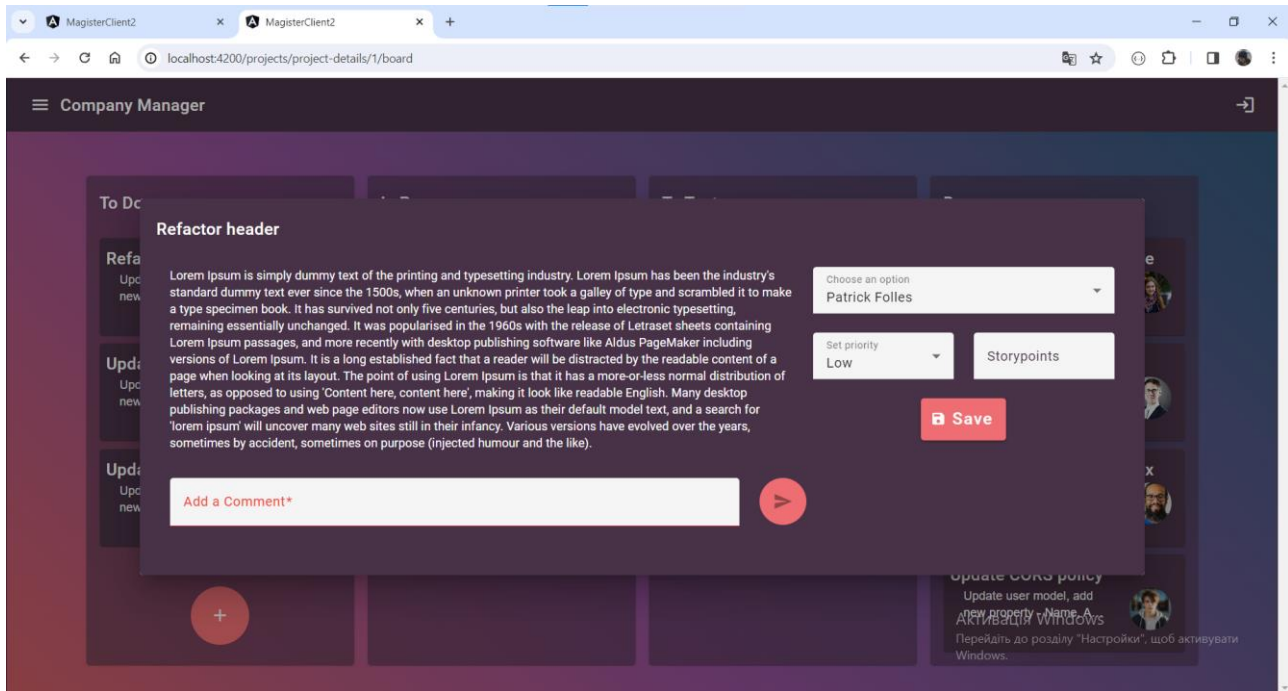 MagisterClient2
MagisterClient2
localhost:4200/projects/project-details/1/board
Company Manager
To Do
Refactor header
Refa
Upd
new
Lorem Ipsum is simply dummy text of the printing and typesetting industry. Lorem Ipsum has been the industry's
standard dummy text ever since the 1500s, when an unknown printer took a galley of type and scrambled it to make
a type specimen book. It has survived not only five centuries, but also the leap into electronic typesetting,
remaining essentially unchanged. It was popularised in the 1960s with the release of Letraset sheets containing
Lorem Ipsum passages, and more recently with desktop publishing software like Aldus PageMaker including
versions of Lorem Ipsum. It is a long established fact that a reader will be distracted by the readable content of a
page when looking at its layout. The point of using Lorem Ipsum is that it has a more-or-less normal distribution of
letters, as opposed to using 'Content here, content here', making it look like readable English. Many desktop
publishing packages and web page editors now use Lorem Ipsum as their default model text, and a search for
'lorem ipsum' will uncover many web sites still in their infancy. Various versions have evolved over the years,
sometimes by accident, sometimes on purpose (injected humour and the like).
Choose an option
Patrick Folles
Set priority
Low
Storypoints
Save
Upda
Upd
new
Upda
Upd
new
e
x
Add a Comment*
Update CORS policy
Update user model, add
new property - Name, A...
Активація Windows
Перейдіть до розділу "Настройки", щоб активувати
Windows.